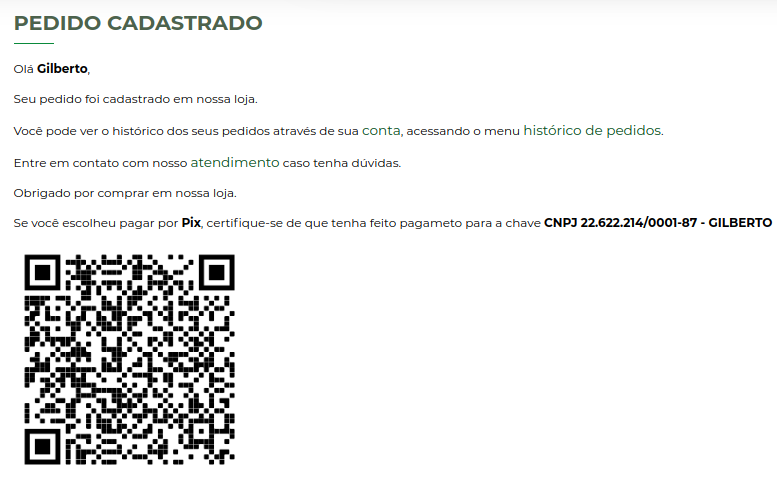 PEDIDO CADASTRADO
Olá Gilberto,
Seu pedido foi cadastrado em nossa loja.
Você pode ver o histórico dos seus pedidos através de sua conta, acessando o menu histórico de pedidos.
Entre em contato com nosso atendimento caso tenha dúvidas.
Obrigado por comprar em nossa loja.
Se você escolheu pagar por Pix, certifique-se de que tenha feito pagameto para a chave CNPJ 22.622.214/0001-87 - GILBERTO